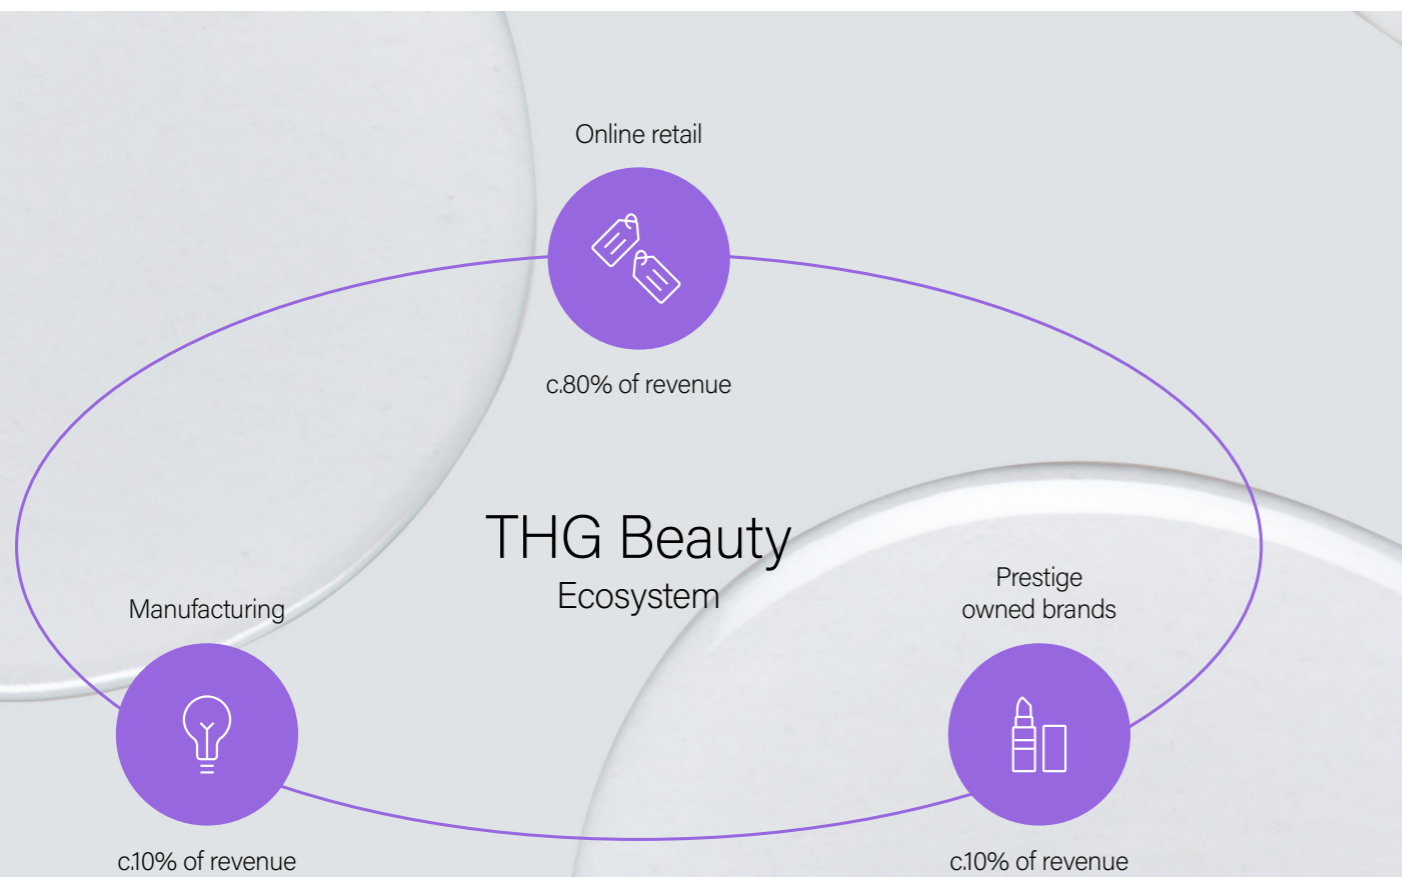 Online retail
c.80% of revenue
THG Beauty
Ecosystem
Manufacturing
c.10% of revenue
Prestige
owned brands
c.10% of revenue